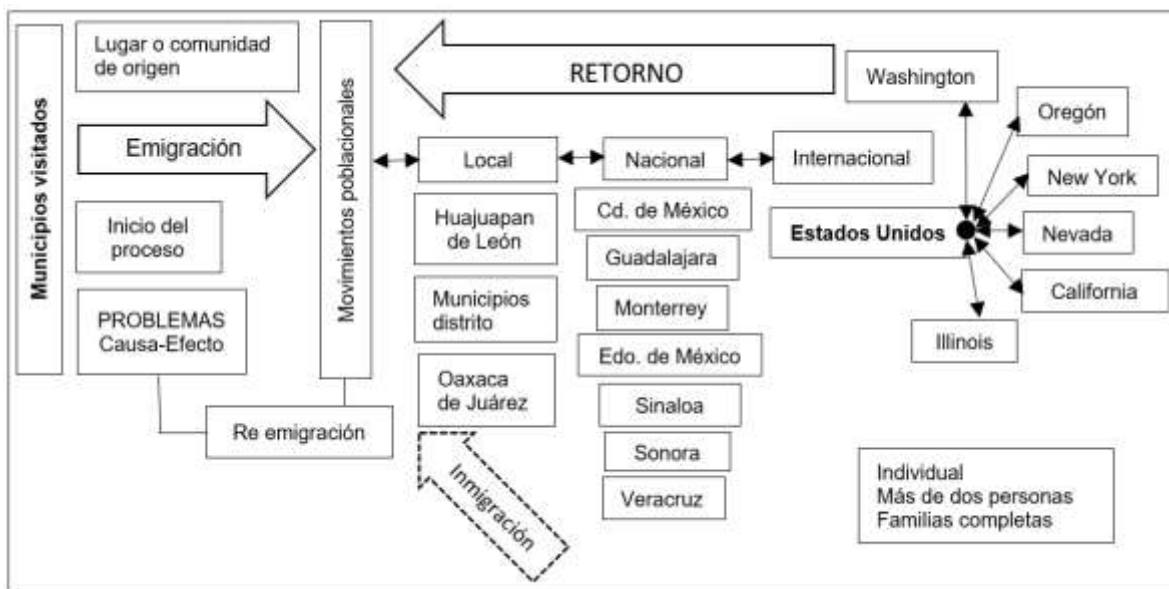 Municipios visitados
Lugar o comunidad
de origen
Emigración
Inicio del
proceso
PROBLEMAS
Causa-Efecto
Re emigración
Movimientos poblacionales
RETORNO
Local
Huajuapan
de León
Municipios
distrito
Oaxaca
de Juárez
Inmigración
Nacional
Cd. de México
Guadalajara
Monterrey
Edo. de México
Sinaloa
Sonora
Veracruz
Internacional
Estados Unidos
Washington
Oregón
New York
Nevada
California
Illinois
Individual
Más de dos personas
Familias completas